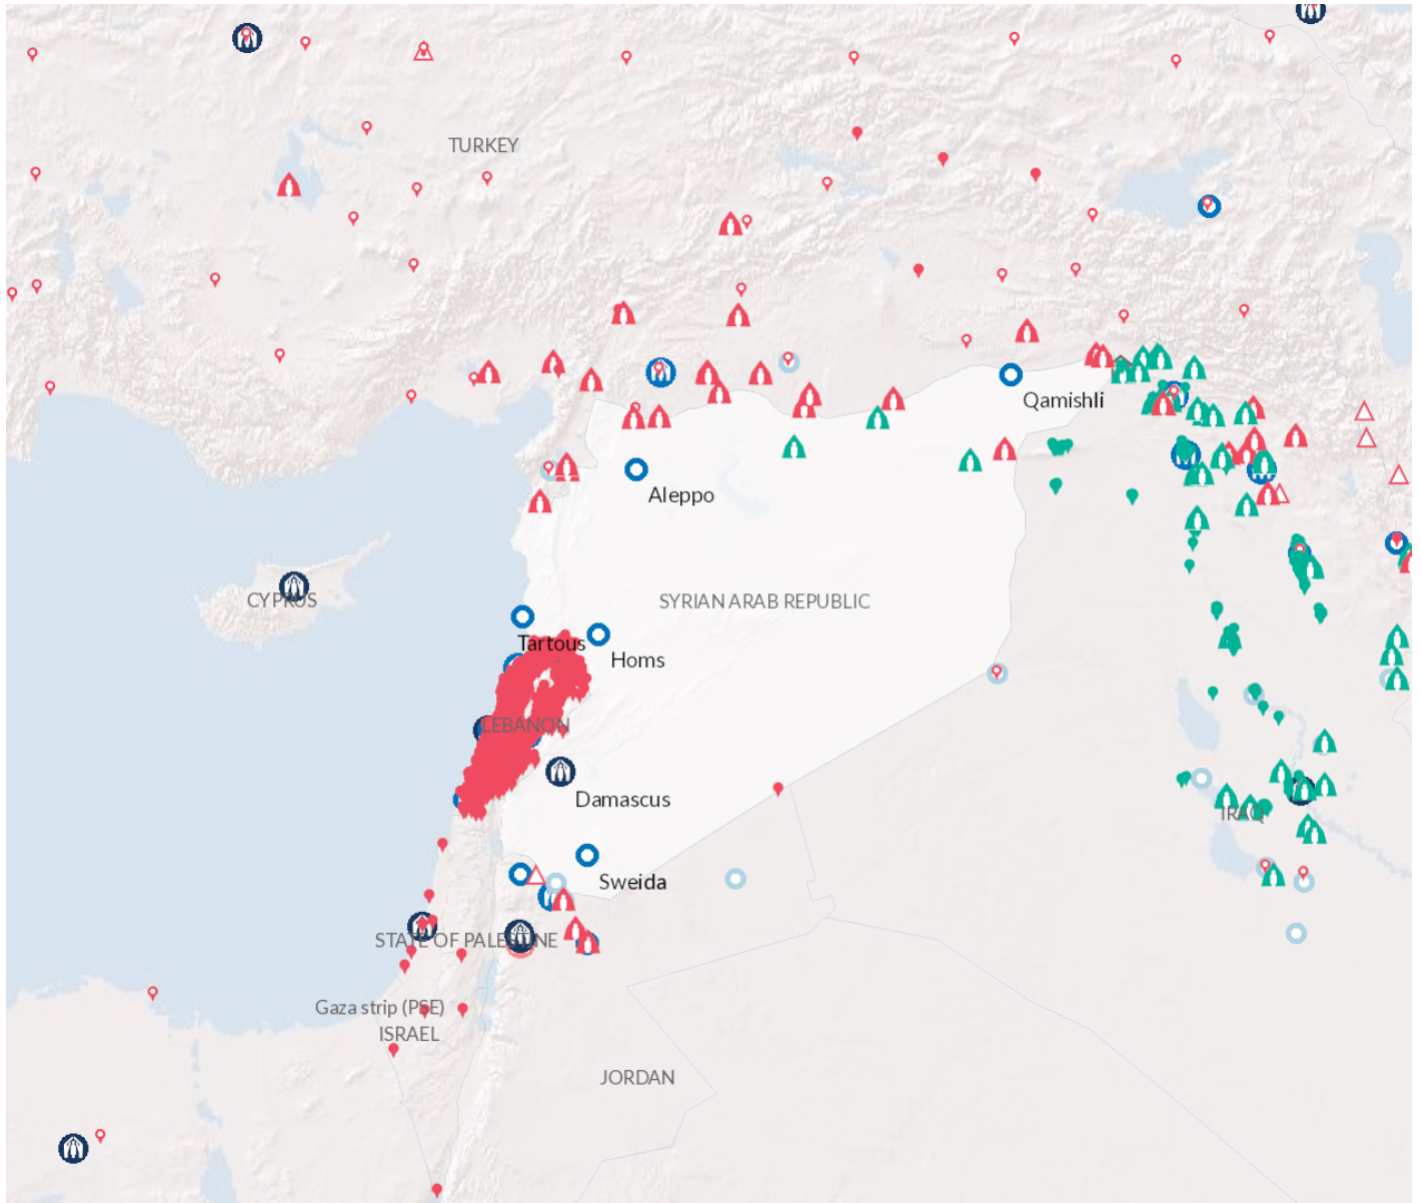 TURKEY
Qamishli
Aleppo
CYPRUS
SYRIAN ARAB REPUBLIC
Tartous
Homs
LEBANON
Damascus
IRAQ
Sweida
STATE OF PALESTINE
Gaza strip (PSE)
ISRAEL
JORDAN